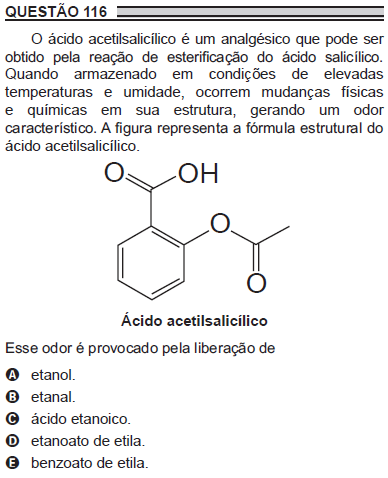 QUESTÃO 116
O ácido acetilsalicílico é um analgésico que pode ser
obtido pela reação de esterificação do ácido salicílico.
Quando armazenado em condições de elevadas
temperaturas e umidade, ocorrem mudanças físicas
e químicas em sua estrutura, gerando um odor
característico. A figura representa a fórmula estrutural do
ácido acetilsalicílico.
O OH
O
O
Ácido acetilsalicílico
Esse odor é provocado pela liberação de
A etanol.
B etanal.
C ácido etanoico.
D etanoato de etila.
E benzoato de etila.